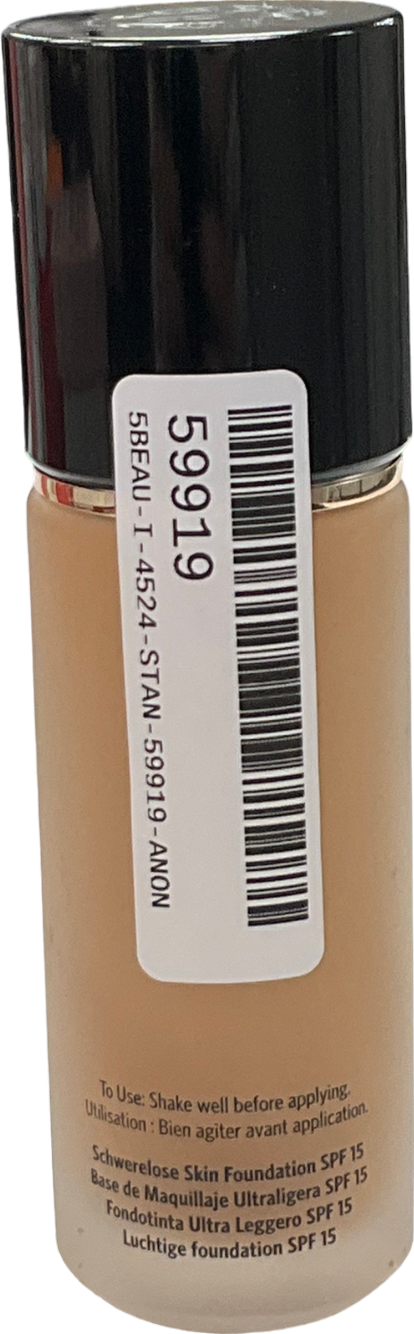 59919
5BEAU-I-4524-STAN-59919-ANON
To Use: Shake well before applying.
Utilisation : Bien agiter avant application.
Schwerelose Skin Foundation SPF 15
Base de Maquillaje Ultraligera SPF 15
Fondotinta Ultra Leggero SPF 15
Luchtige foundation SPF 15